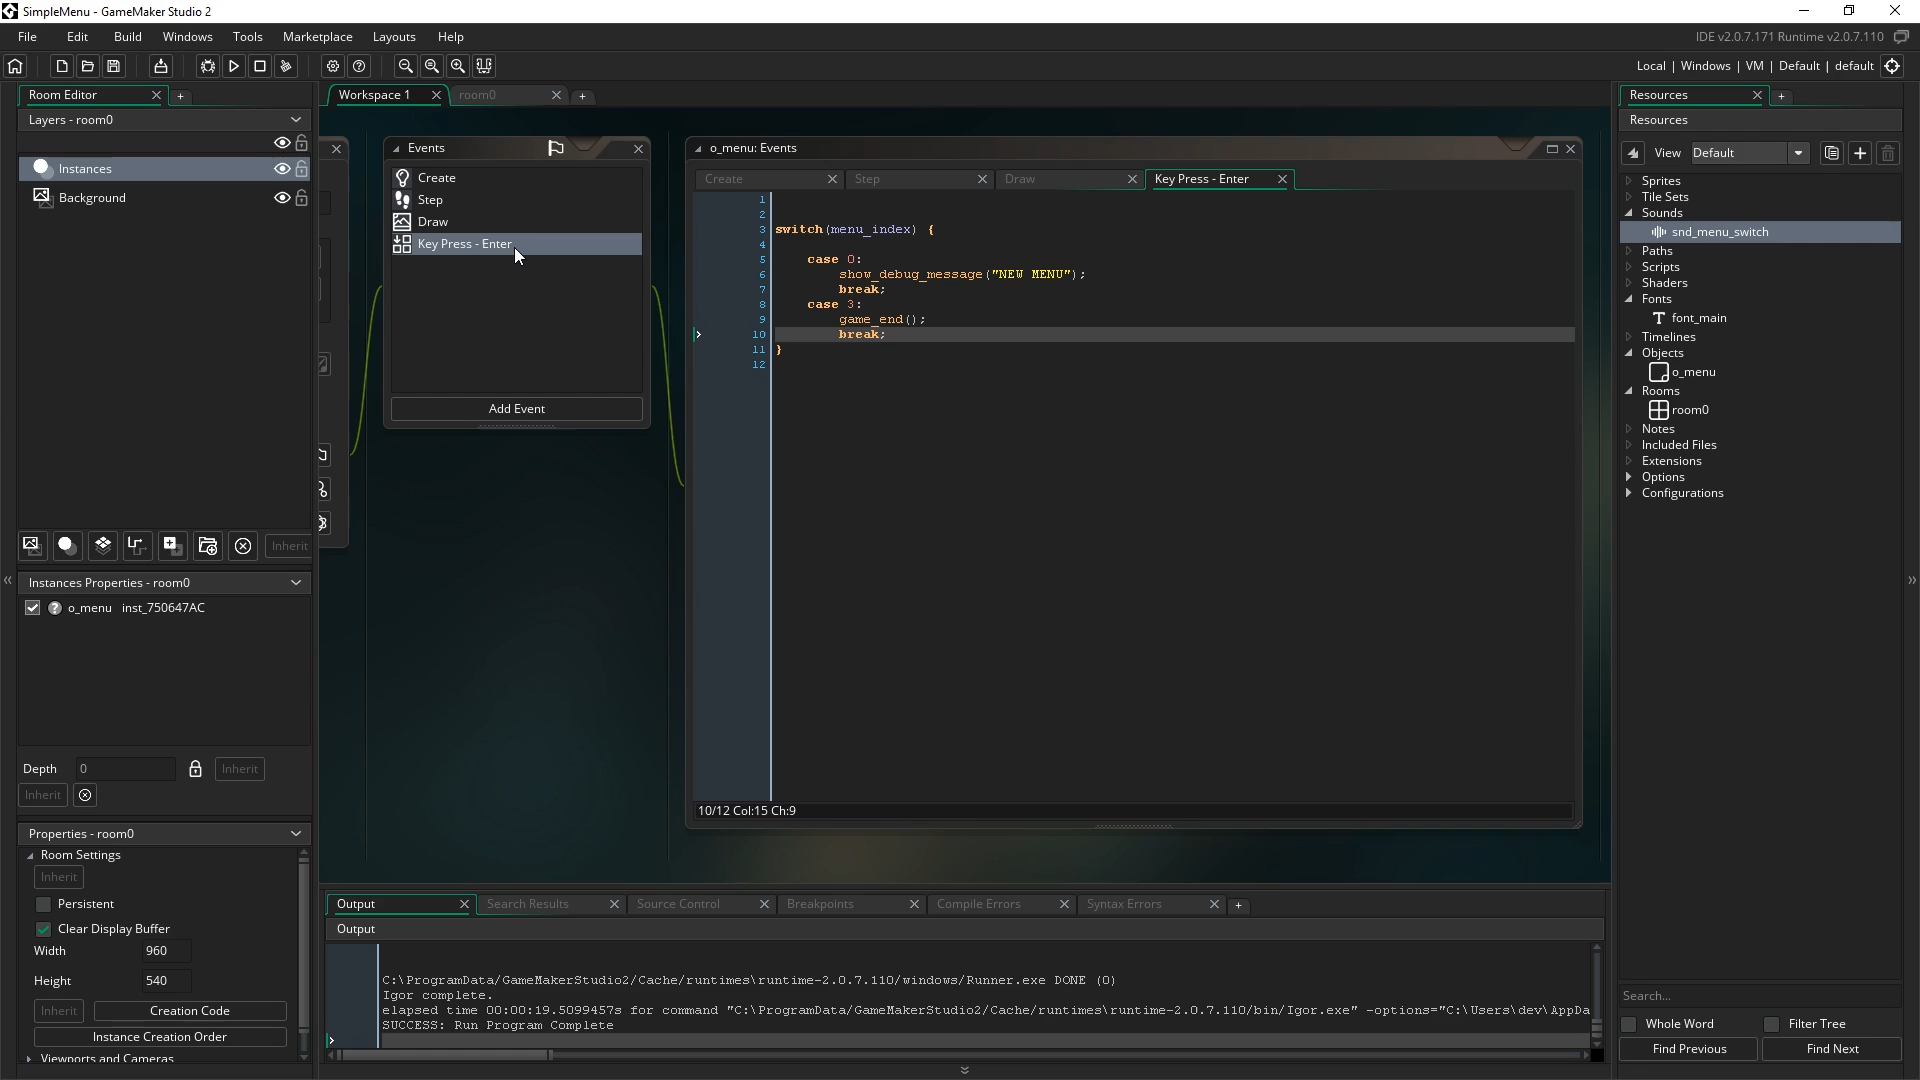 SimpleMenu - GameMaker Studio 2
File Edit Build Windows Tools Marketplace Layouts Help
IDE v2.0.7.171 Runtime v2.0.7.110
Local | Windows | VM | Default | default
Room Editor
Layers - room0
Instances
Background
Inherit
Instances Properties - room0
o_menu inst_750647AC
Depth 0 Inherit
Inherit
Properties - room0
Room Settings
Inherit
Persistent
Clear Display Buffer
Width 960
Height 540
Inherit Creation Code
Instance Creation Order
Viewports and Cameras
Workspace 1 room0
Events
Create
Step
Draw
Key Press - Enter
Add Event
o_menu: Events
Create Step Draw Key Press - Enter
1
2
3 switch(menu_index) {
4
5 case 0:
6 show_debug_message("NEW MENU");
7 break;
8 case 3:
9 game_end();
10 break;
11 }
12
10/12 Col:15 Ch:9
Output Search Results Source Control Breakpoints Compile Errors Syntax Errors
Output
C:\ProgramData/GameMakerStudio2/Cache/runtimes\runtime-2.0.7.110/windows/Runner.exe DONE (0)
Igor complete.
elapsed time 00:00:19.5099457s for command "C:\ProgramData/GameMakerStudio2/Cache/runtimes\runtime-2.0.7.110/bin/Igor.exe" -options="C:\Users\dev\AppDa
SUCCESS: Run Program Complete
Resources
Resources
View Default
Sprites
Tile Sets
Sounds
snd_menu_switch
Paths
Scripts
Shaders
Fonts
font_main
Timelines
Objects
o_menu
Rooms
room0
Notes
Included Files
Extensions
Options
Configurations
Search...
Whole Word Filter Tree
Find Previous Find Next